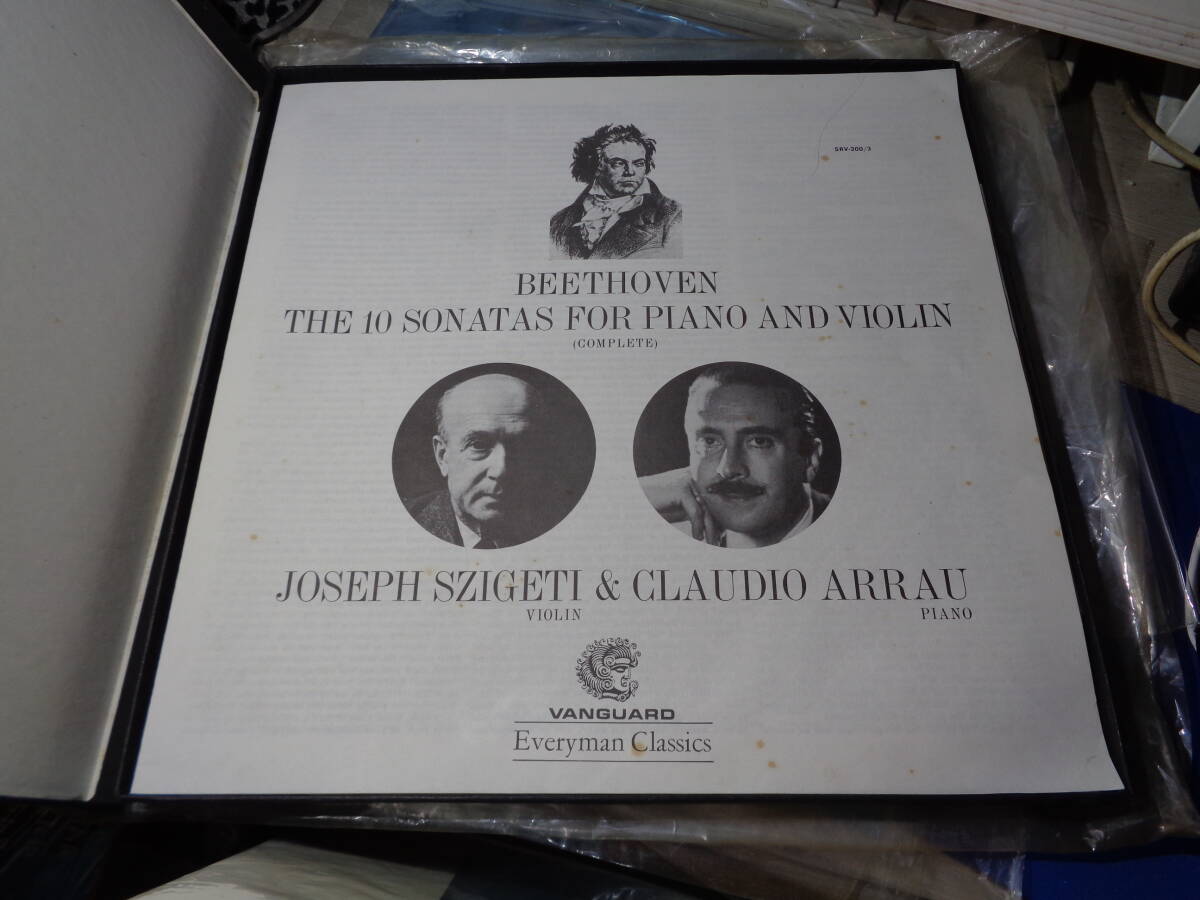 SRV-300/3
BEETHOVEN
THE 10 SONATAS FOR PIANO AND VIOLIN
(COMPLETE)
JOSEPH SZIGETI & CLAUDIO ARRAU
VIOLIN PIANO
VANGUARD
Everyman Classics